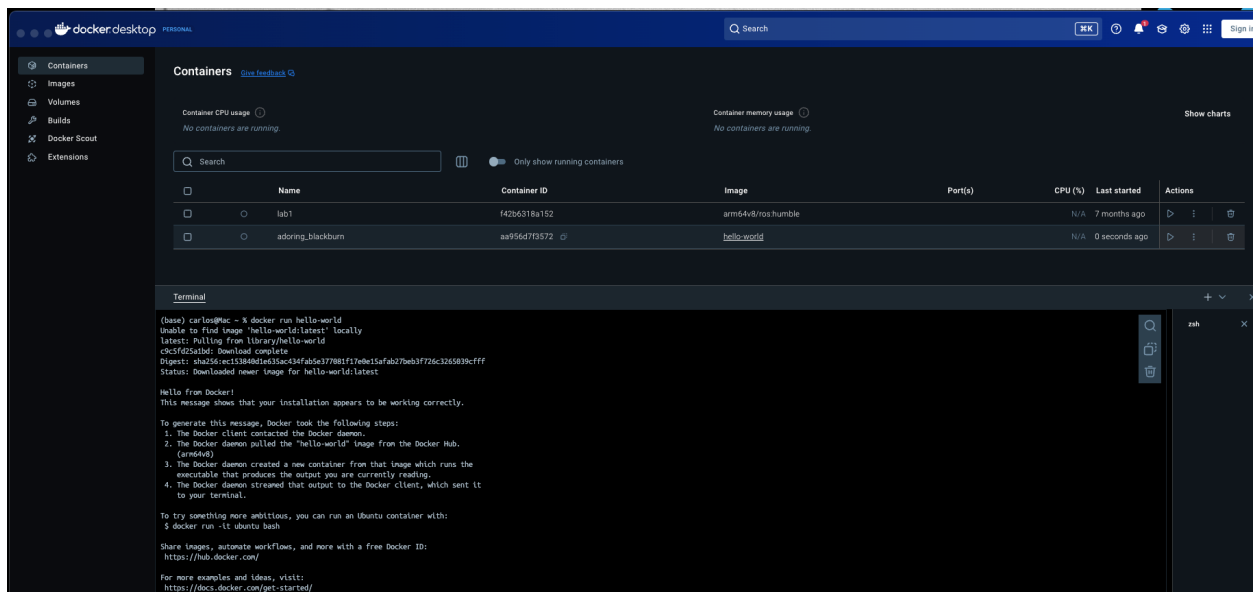 docker.desktop PERSONAL
Search
⌘K
Sign in
Containers
Images
Volumes
Builds
Docker Scout
Extensions
Containers Give feedback
Container CPU usage
No containers are running.
Container memory usage
No containers are running.
Show charts
Search
Only show running containers
Name Container ID Image Port(s) CPU (%) Last started Actions
lab1 f42b6318a152 arm64v8/ros:humble N/A 7 months ago
adoring_blackburn aa956d7f3572 hello-world N/A 0 seconds ago
Terminal
zsh
(base) carlos@Mac ~ % docker run hello-world
Unable to find image 'hello-world:latest' locally
latest: Pulling from library/hello-world
c9c5fd25a1bd: Download complete
Digest: sha256:ec153840d1e635ac434fab5e377081f17e0e15afab27beb3f726c3265039cfff
Status: Downloaded newer image for hello-world:latest
Hello from Docker!
This message shows that your installation appears to be working correctly.
To generate this message, Docker took the following steps:
1. The Docker client contacted the Docker daemon.
2. The Docker daemon pulled the "hello-world" image from the Docker Hub.
(arm64v8)
3. The Docker daemon created a new container from that image which runs the
executable that produces the output you are currently reading.
4. The Docker daemon streamed that output to the Docker client, which sent it
to your terminal.
To try something more ambitious, you can run an Ubuntu container with:
$ docker run -it ubuntu bash
Share images, automate workflows, and more with a free Docker ID:
https://hub.docker.com/
For more examples and ideas, visit:
https://docs.docker.com/get-started/